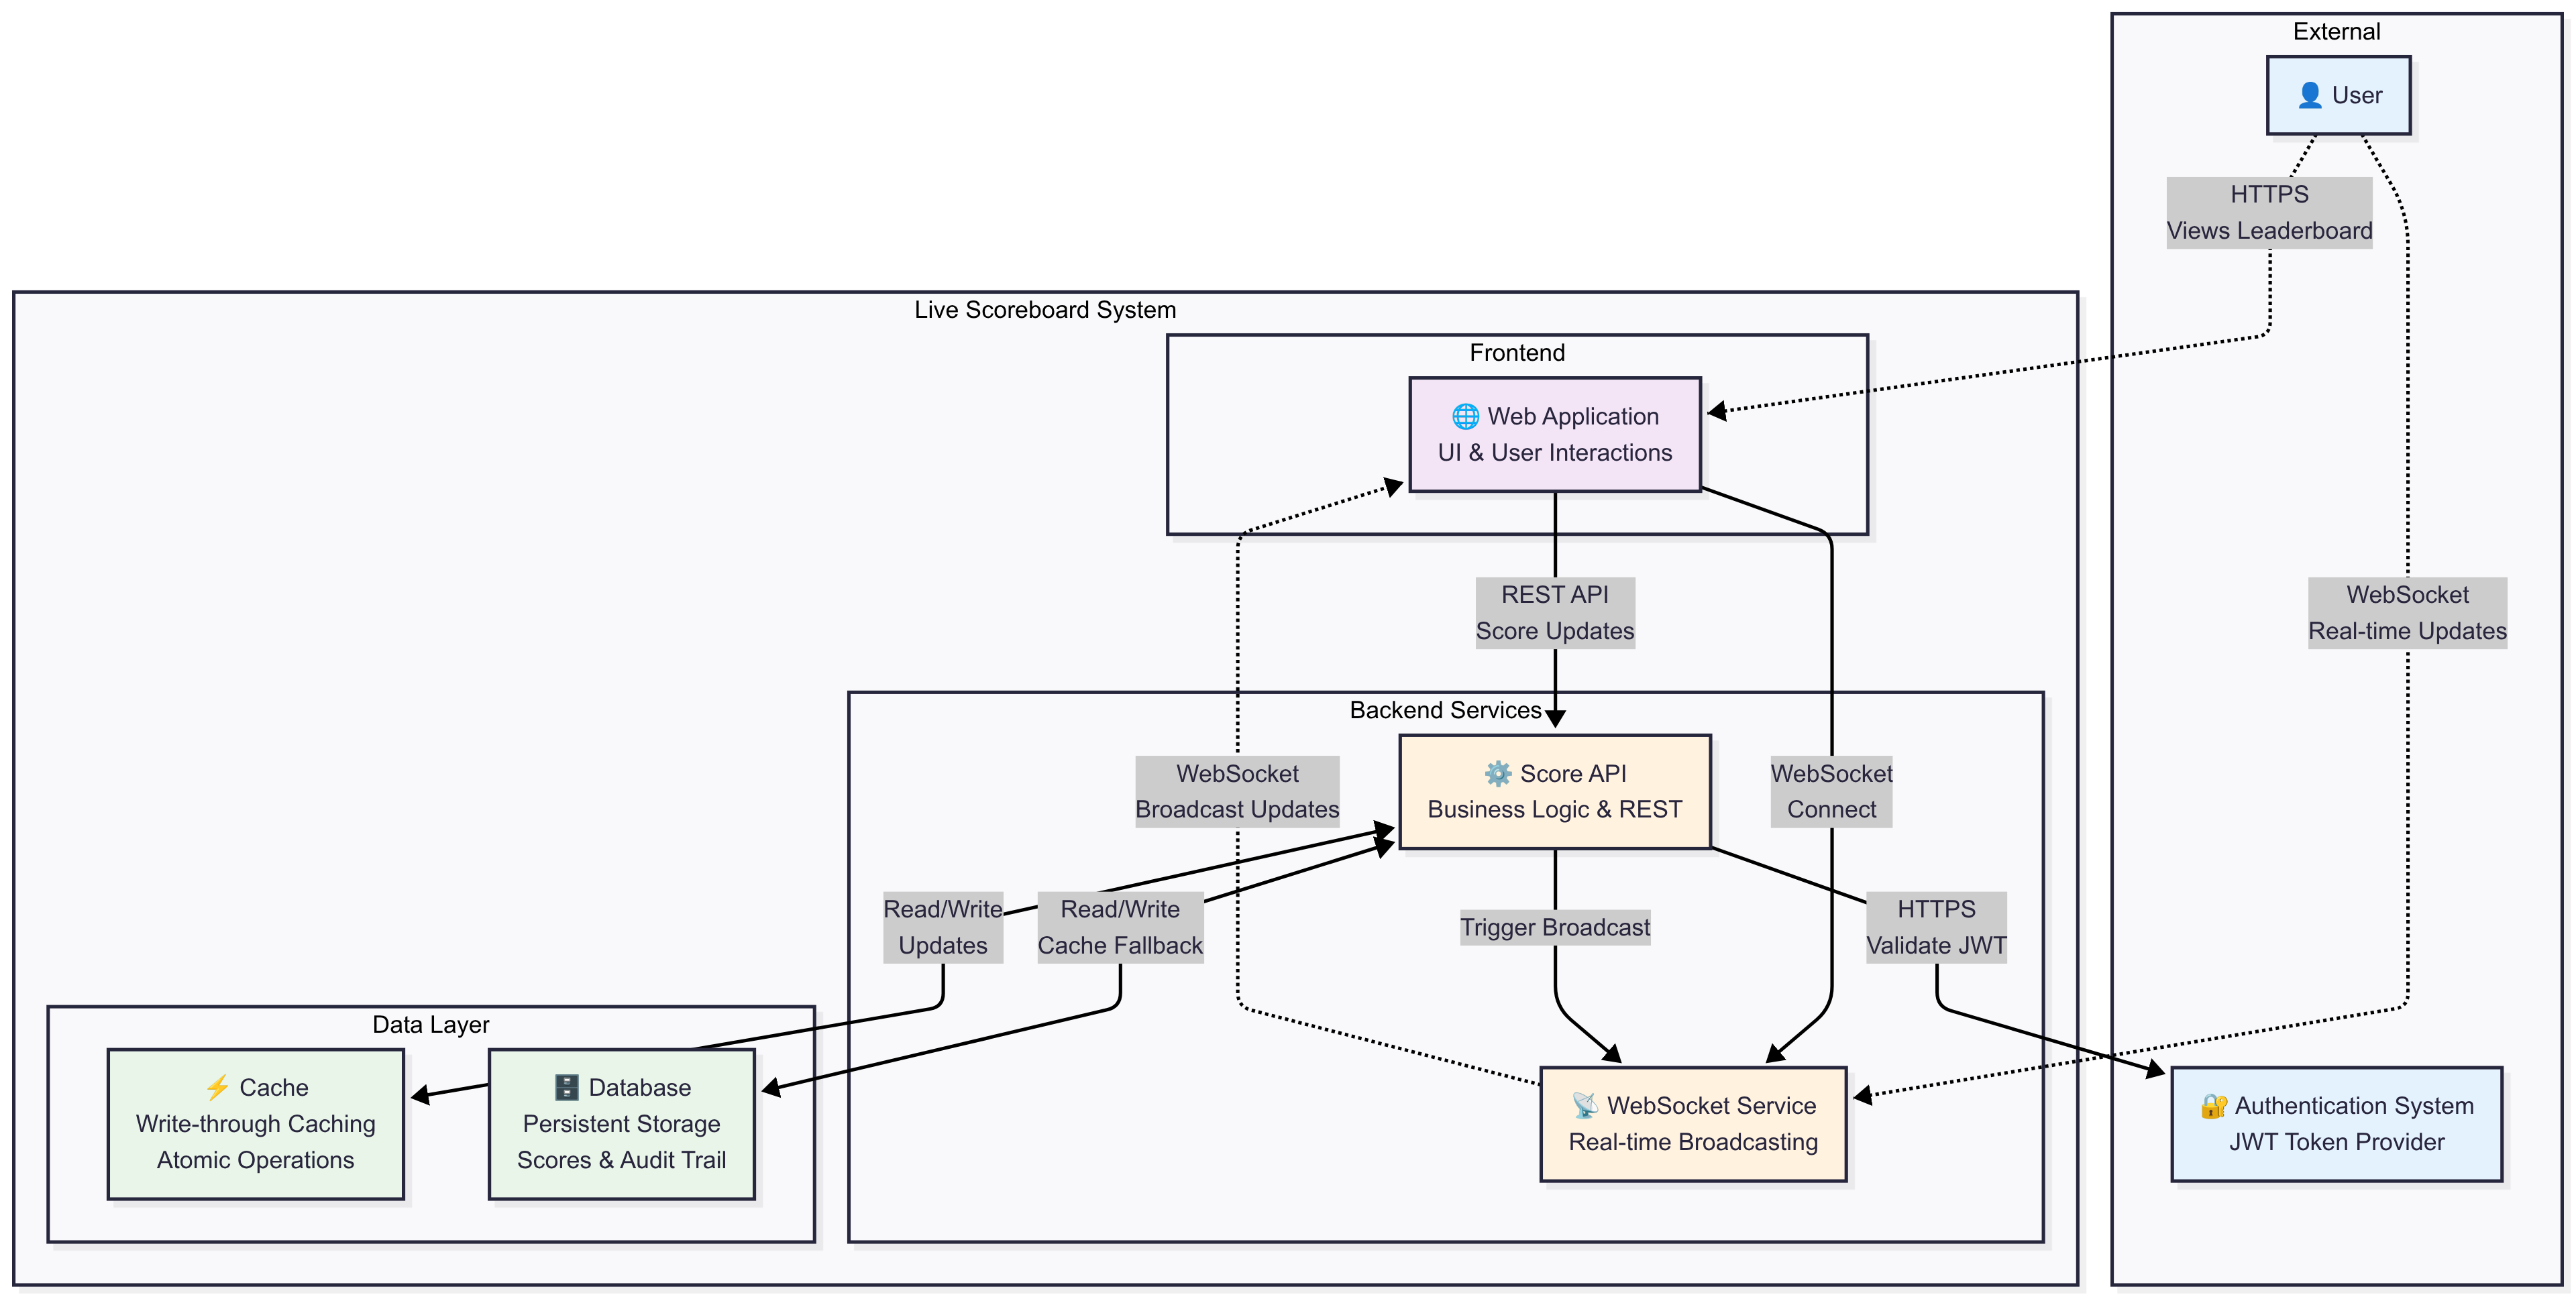 External
👤 User
HTTPS
Views Leaderboard
Live Scoreboard System
Frontend
🌐 Web Application
UI & User Interactions
REST API
Score Updates
WebSocket
Real-time Updates
Backend Services
⚙️ Score API
Business Logic & REST
WebSocket
Broadcast Updates
WebSocket
Connect
Read/Write
Updates
Read/Write
Cache Fallback
Trigger Broadcast
HTTPS
Validate JWT
Data Layer
⚡ Cache
Write-through Caching
Atomic Operations
🗄️ Database
Persistent Storage
Scores & Audit Trail
📡 WebSocket Service
Real-time Broadcasting
🔐 Authentication System
JWT Token Provider